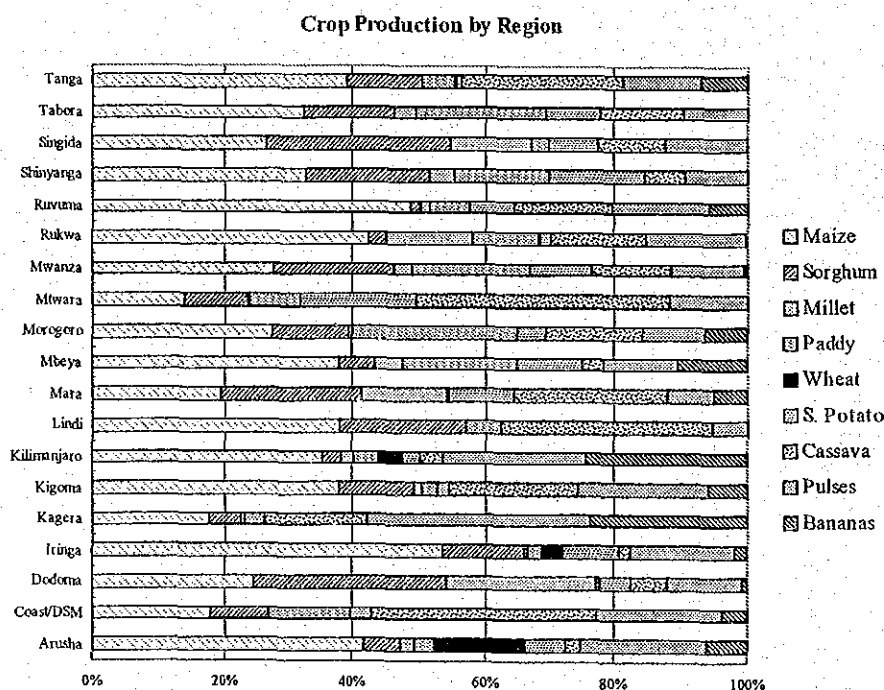 Crop Production by Region
Tanga
Tabora
Singida
Shinyanga
Ruvuma
Rukwa
Mwanza
Mtwara
Morogoro
Mbeya
Mara
Lindi
Kilimanjaro
Kigoma
Kagera
Iringa
Dodoma
Coast/DSM
Arusha
0%
20%
40%
60%
80%
100%
Maize
Sorghum
Millet
Paddy
Wheat
S. Potato
Cassava
Pulses
Bananas